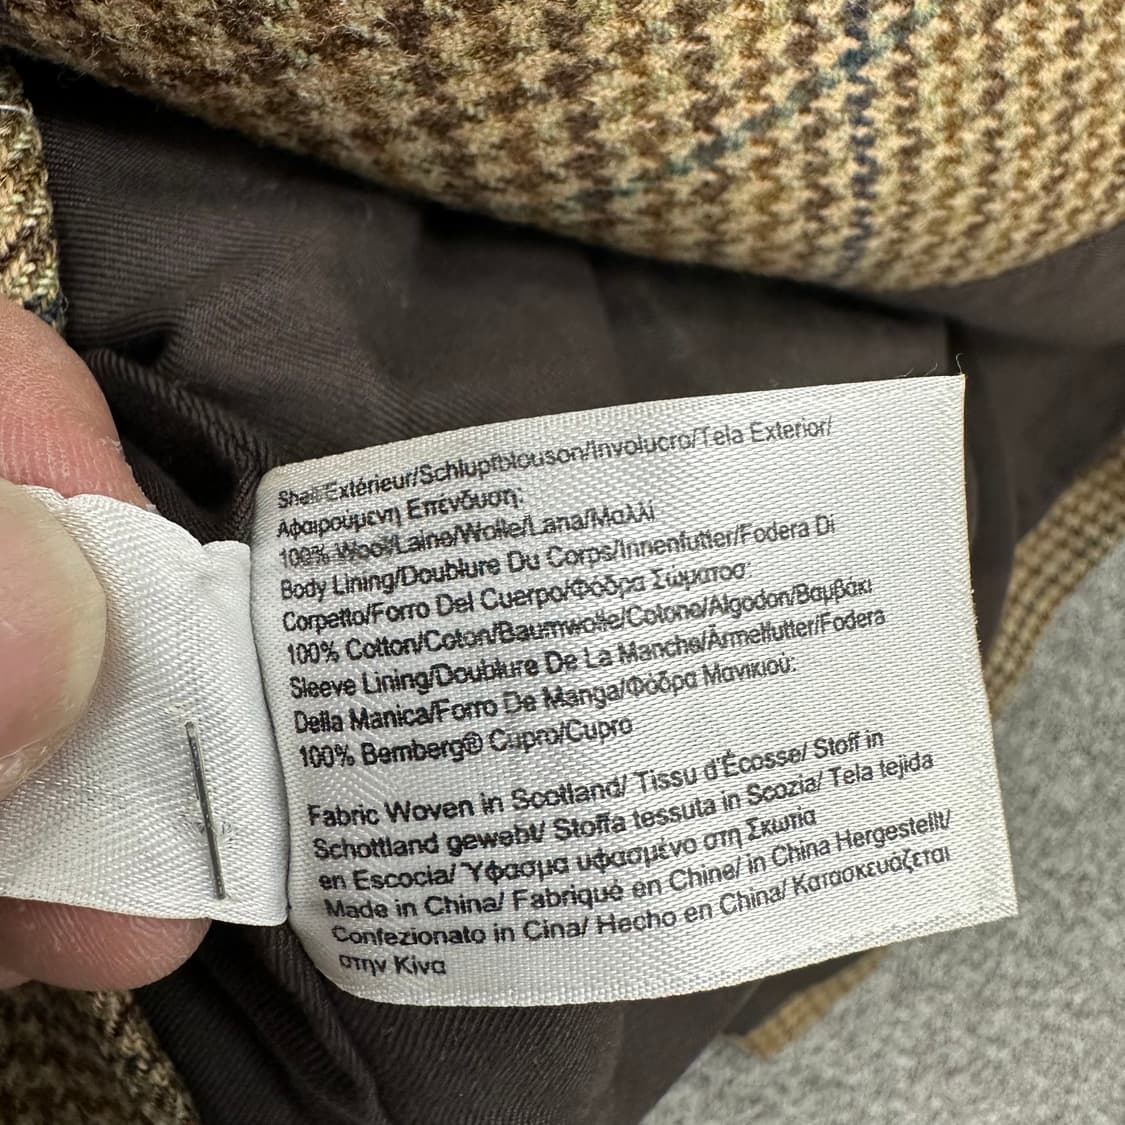 Shell/Extérieur/Schlupfblouson/Involucro/Tela Exterior/
Αφαιρούμενη Επένδυση:
100% Wool/Laine/Wolle/Lana/Μαλλί
Body Lining/Doublure Du Corps/Innenfutter/Fodera Di
Corpetto/Forro Del Cuerpo/Φόδρα Σώματοσ:
100% Cotton/Coton/Baumwolle/Cotone/Algodon/Βαμβάκι
Sleeve Lining/Doublure De La Manche/Ärmelfutter/Fodera
Della Manica/Forro De Manga/Φόδρα Μανικιού:
100% Bemberg® Cupro/Cupro
Fabric Woven in Scotland/ Tissu d'Écosse/ Stoff in
Schottland gewebt/ Stoffa tessuta in Scozia/ Tela tejida
en Escocia/ Ύφασμα υφασμένο στη Σκωτία
Made in China/ Fabriqué en Chine/ in China Hergestellt/
Confezionato in Cina/ Hecho en China/ Κατασκευάζεται
στην Κίνα